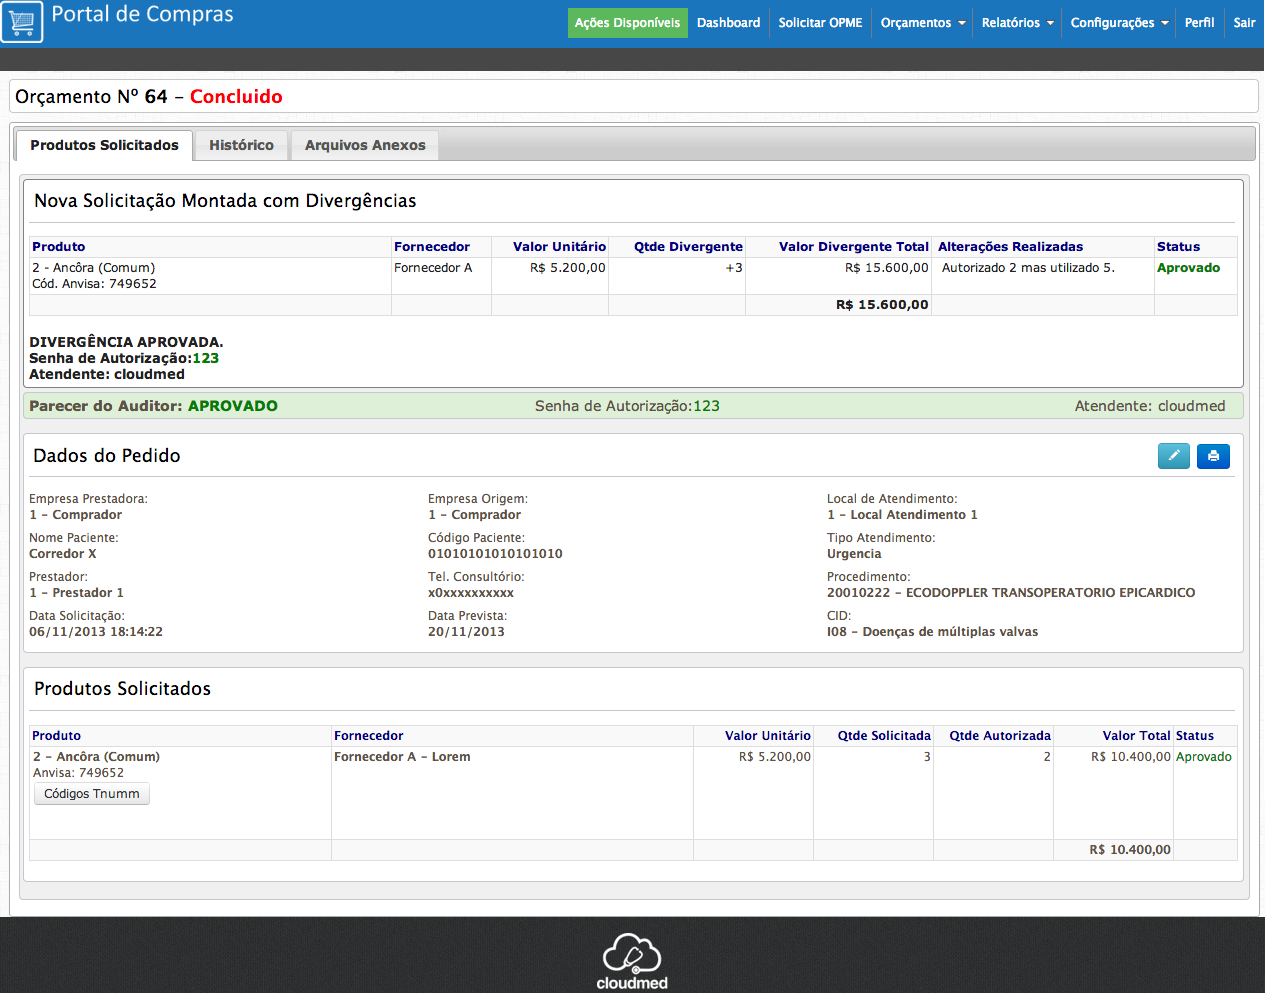 Portal de Compras
Ações Disponíveis Dashboard Solicitar OPME Orçamentos Relatórios Configurações Perfil Sair
Orçamento Nº 64 – Concluido
Produtos Solicitados Histórico Arquivos Anexos
Nova Solicitação Montada com Divergências
Produto Fornecedor Valor Unitário Qtde Divergente Valor Divergente Total Alterações Realizadas Status
2 - Ancôra (Comum) Fornecedor A R$ 5.200,00 +3 R$ 15.600,00 Autorizado 2 mas utilizado 5. Aprovado
Cód. Anvisa: 749652
R$ 15.600,00
DIVERGÊNCIA APROVADA.
Senha de Autorização:123
Atendente: cloudmed
Parecer do Auditor: APROVADO Senha de Autorização:123 Atendente: cloudmed
Dados do Pedido
Empresa Prestadora: Empresa Origem: Local de Atendimento:
1 – Comprador 1 – Comprador 1 – Local Atendimento 1
Nome Paciente: Código Paciente: Tipo Atendimento:
Corredor X 01010101010101010 Urgencia
Prestador: Tel. Consultório: Procedimento:
1 – Prestador 1 x0xxxxxxxxxx 20010222 – ECODOPPLER TRANSOPERATORIO EPICARDICO
Data Solicitação: Data Prevista: CID:
06/11/2013 18:14:22 20/11/2013 I08 – Doenças de múltiplas valvas
Produtos Solicitados
Produto Fornecedor Valor Unitário Qtde Solicitada Qtde Autorizada Valor Total Status
2 - Ancôra (Comum) Fornecedor A – Lorem R$ 5.200,00 3 2 R$ 10.400,00 Aprovado
Anvisa: 749652
Códigos Tnumm
R$ 10.400,00
cloudmed